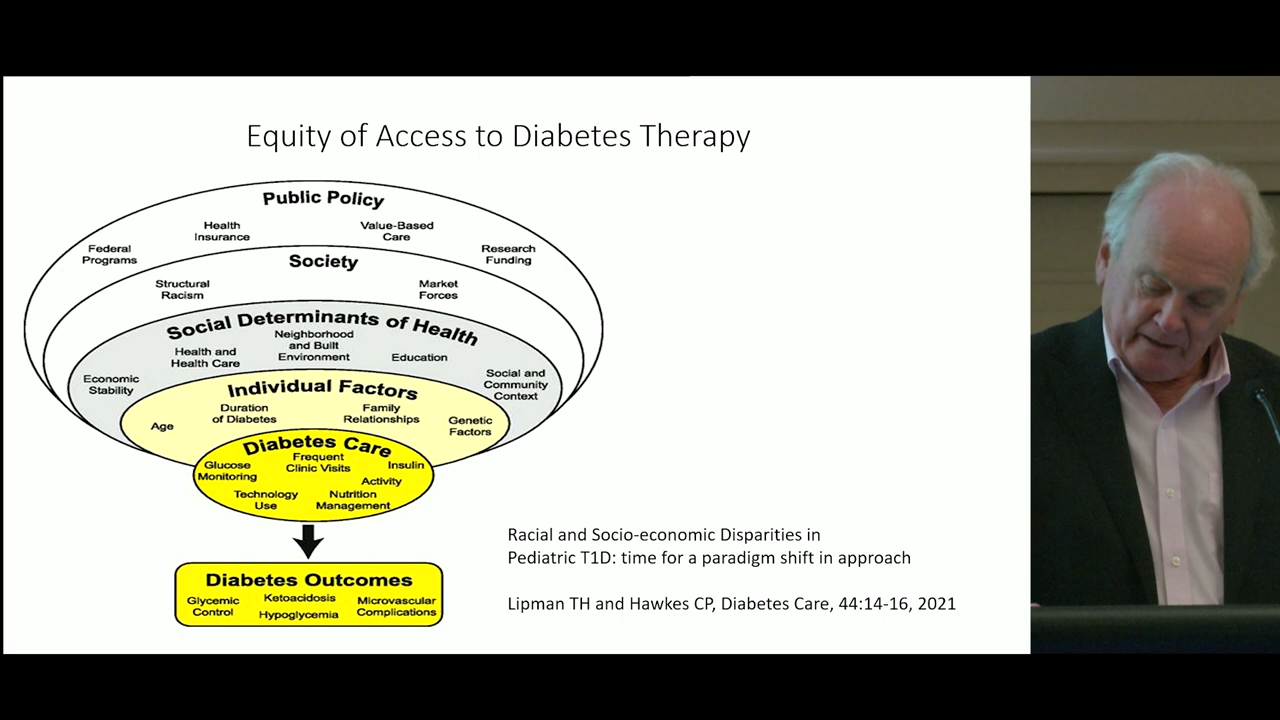 Equity of Access to Diabetes Therapy
Public Policy
Health
Insurance
Value-Based
Care
Federal
Programs
Research
Funding
Society
Structural
Racism
Market
Forces
Social Determinants of Health
Neighborhood
and Built
Environment
Health and
Health Care
Education
Economic
Stability
Social and
Community
Context
Individual Factors
Duration
of Diabetes
Family
Relationships
Age
Genetic
Factors
Diabetes Care
Frequent
Clinic Visits
Glucose
Monitoring
Insulin
Activity
Technology
Use
Nutrition
Management
Diabetes Outcomes
Glycemic
Control
Ketoacidosis
Hypoglycemia
Microvascular
Complications
Racial and Socio-economic Disparities in
Pediatric T1D: time for a paradigm shift in approach
Lipman TH and Hawkes CP, Diabetes Care, 44:14-16, 2021